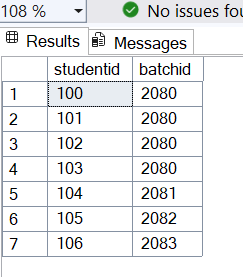 108 % No issues fou
Results Messages
studentid batchid
1 100 2080
2 101 2080
3 102 2080
4 103 2080
5 104 2081
6 105 2082
7 106 2083